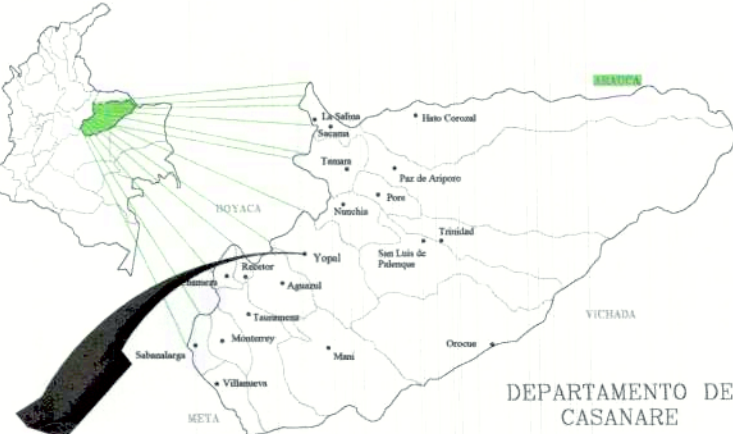 ARAUCA
La Salina
Sacama
Hato Corozal
Tamara
Paz de Ariporo
Pore
Nunchia
BOYACA
Trinidad
San Luis de
Palenque
Yopal
Recetor
Chameza
Aguazul
VICHADA
Tauramena
Monterrey
Sabanalarga
Mani
Orocue
Villanueva
META
DEPARTAMENTO DE
CASANARE